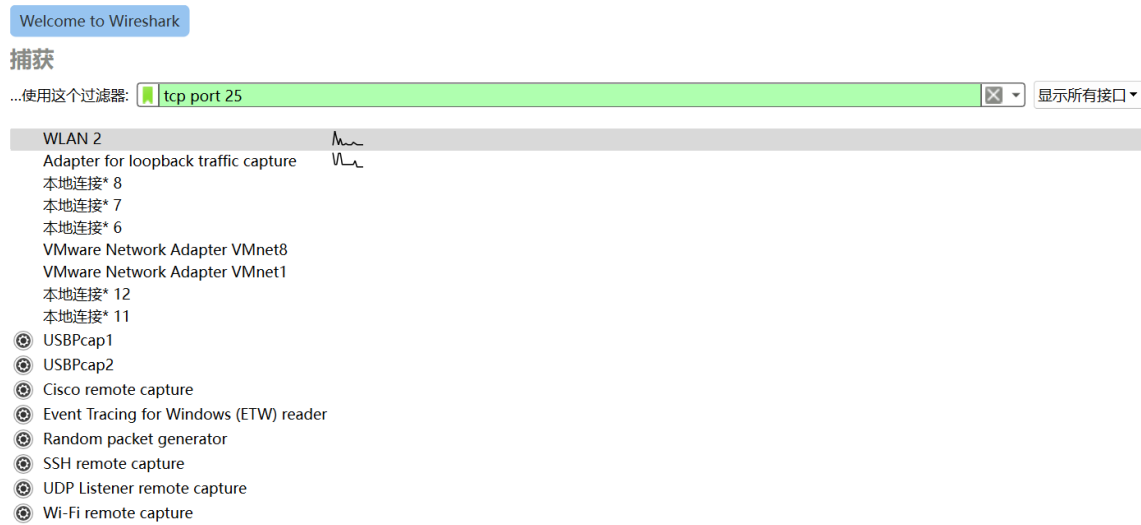 Welcome to Wireshark
捕获
...使用这个过滤器: tcp port 25 显示所有接口
WLAN 2
Adapter for loopback traffic capture
本地连接* 8
本地连接* 7
本地连接* 6
VMware Network Adapter VMnet8
VMware Network Adapter VMnet1
本地连接* 12
本地连接* 11
USBPcap1
USBPcap2
Cisco remote capture
Event Tracing for Windows (ETW) reader
Random packet generator
SSH remote capture
UDP Listener remote capture
Wi-Fi remote capture